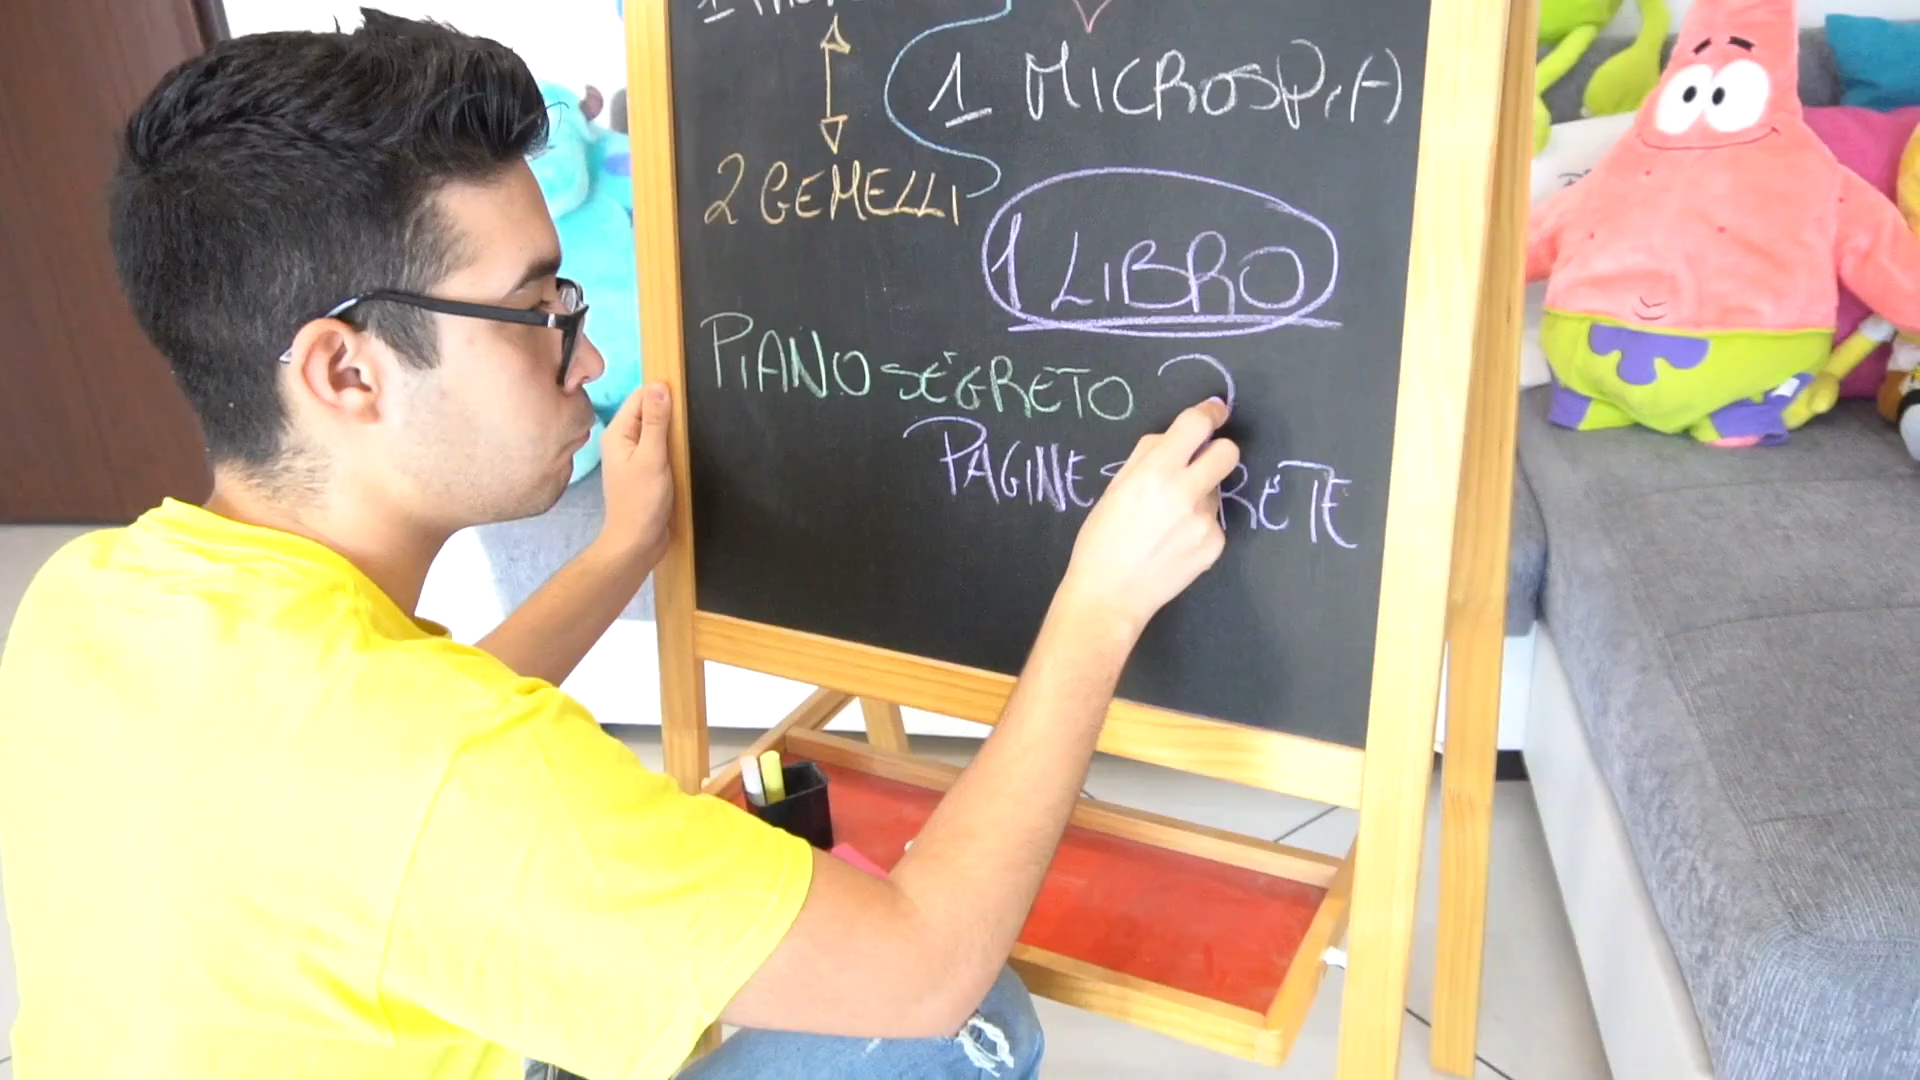 1 MICROSPIA
2 GEMELLI
1 LIBRO
PIANO SEGRETO ?
PAGINE